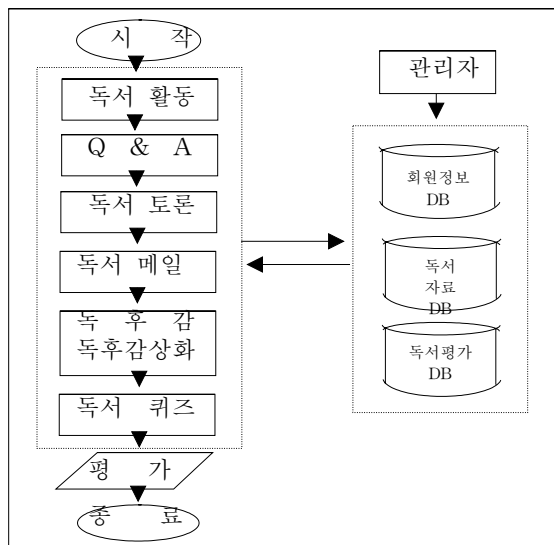 시 작
독서 활동
Q & A
독서 토론
독서 메일
독 후 감
독후감상화
독서 퀴즈
평 가
종 료
관리자
회원정보
DB
독서
자료
DB
독서평가
DB